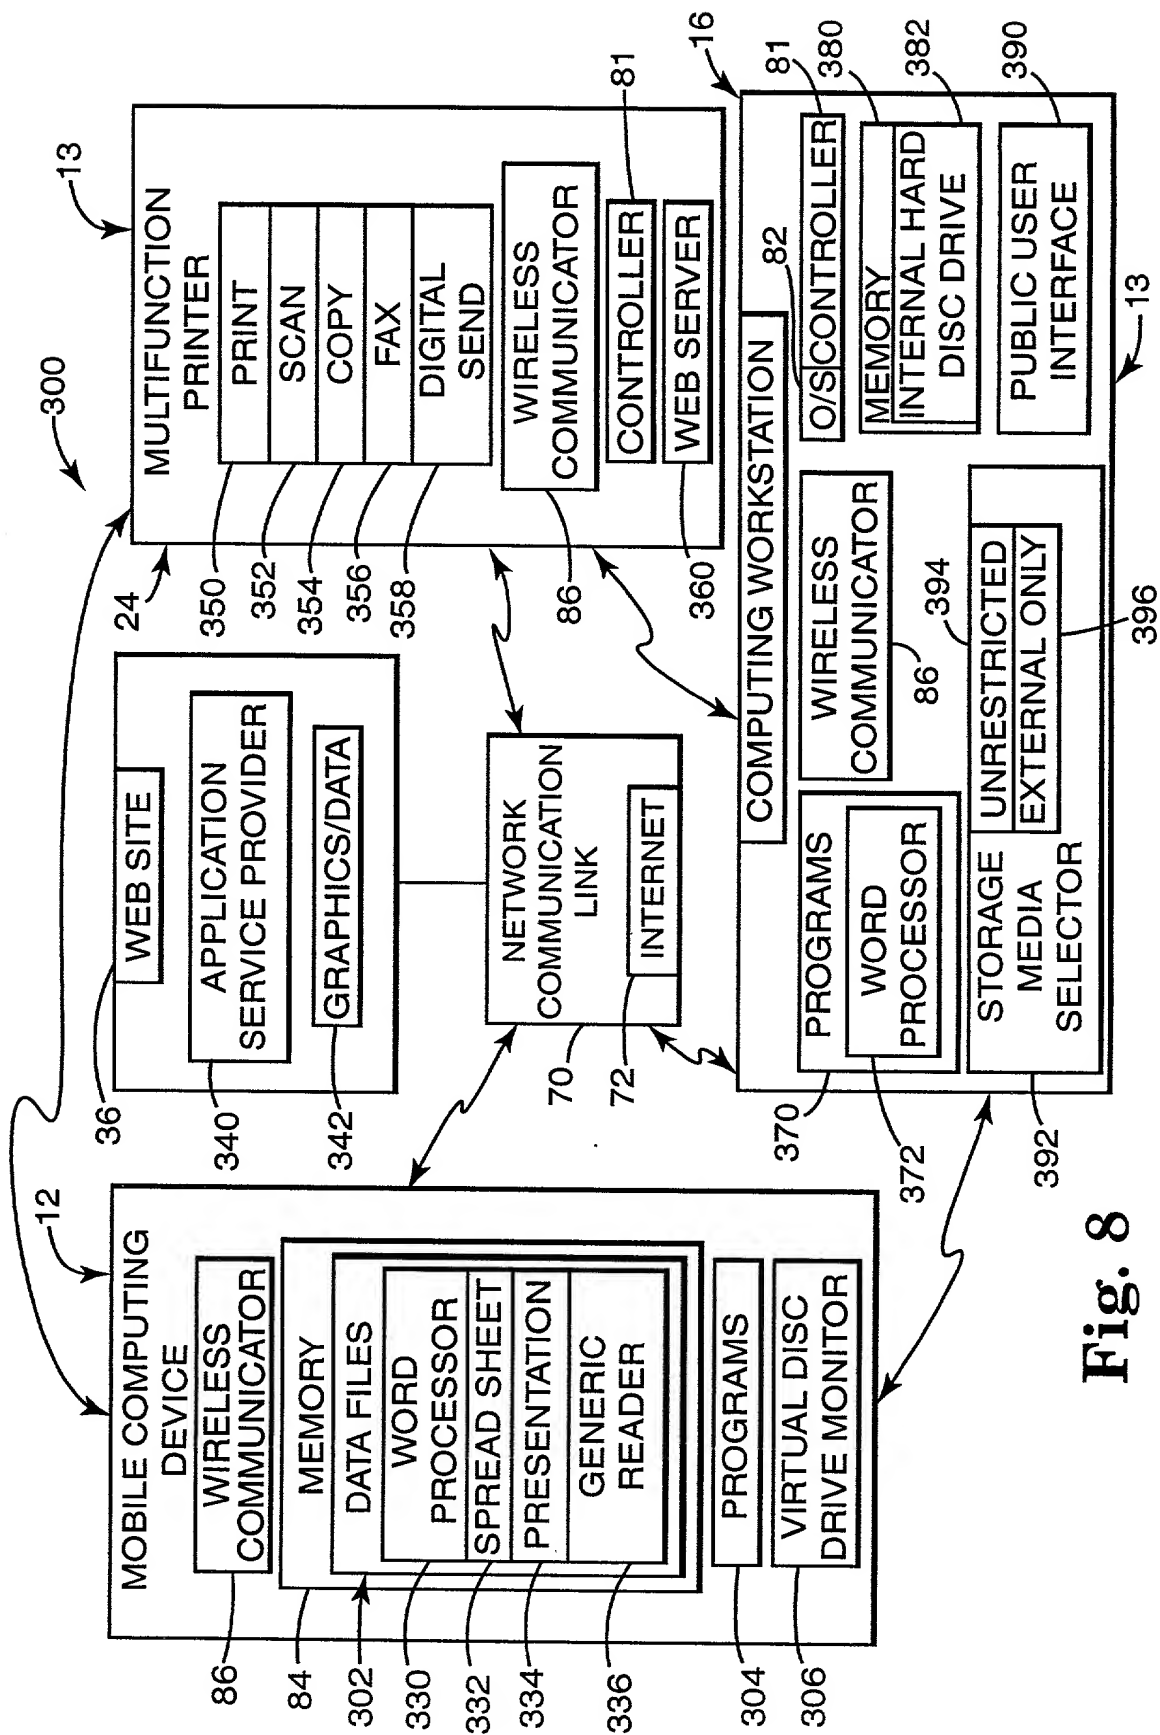 300
12
MOBILE COMPUTING
DEVICE
WIRELESS
COMMUNICATOR
86
MEMORY
84
DATA FILES
302
WORD
PROCESSOR
330
SPREAD SHEET
332
PRESENTATION
334
GENERIC
READER
336
PROGRAMS
304
VIRTUAL DISC
DRIVE MONITOR
306
36
WEB SITE
APPLICATION
SERVICE PROVIDER
340
GRAPHICS/DATA
342
NETWORK
COMMUNICATION
LINK
70
INTERNET
72
13
24
MULTIFUNCTION
PRINTER
PRINT
350
SCAN
352
COPY
354
FAX
356
DIGITAL
SEND
358
WIRELESS
COMMUNICATOR
86
CONTROLLER
81
WEB SERVER
360
16
COMPUTING WORKSTATION
PROGRAMS
370
WORD
PROCESSOR
372
WIRELESS
COMMUNICATOR
86
82
O/S
CONTROLLER
81
MEMORY
380
INTERNAL HARD
DISC DRIVE
382
STORAGE
MEDIA
SELECTOR
392
UNRESTRICTED
394
EXTERNAL ONLY
396
PUBLIC USER
INTERFACE
390
13
Fig. 8